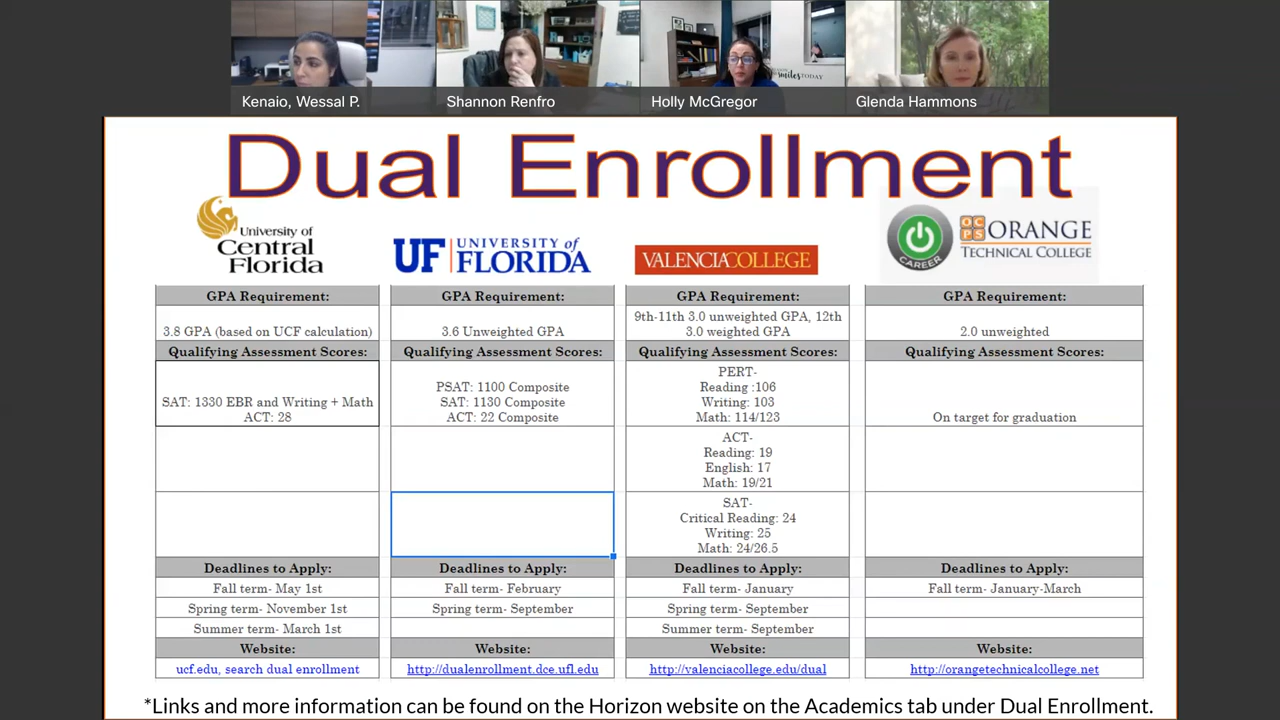 smiles TODAY
Kenaio, Wessal P.
Shannon Renfro
Holly McGregor
Glenda Hammons
Dual Enrollment
University of
Central
Florida
UF UNIVERSITY of
FLORIDA
VALENCIACOLLEGE
CAREER
OCPS
ORANGE
TECHNICAL COLLEGE
GPA Requirement:
3.8 GPA (based on UCF calculation)
Qualifying Assessment Scores:
SAT: 1330 EBR and Writing + Math
ACT: 28
Deadlines to Apply:
Fall term- May 1st
Spring term- November 1st
Summer term- March 1st
Website:
ucf.edu, search dual enrollment
GPA Requirement:
3.6 Unweighted GPA
Qualifying Assessment Scores:
PSAT: 1100 Composite
SAT: 1130 Composite
ACT: 22 Composite
Deadlines to Apply:
Fall term- February
Spring term- September
Website:
http://dualenrollment.dce.ufl.edu
GPA Requirement:
9th-11th 3.0 unweighted GPA, 12th
3.0 weighted GPA
Qualifying Assessment Scores:
PERT-
Reading :106
Writing: 103
Math: 114/123
ACT-
Reading: 19
English: 17
Math: 19/21
SAT-
Critical Reading: 24
Writing: 25
Math: 24/26.5
Deadlines to Apply:
Fall term- January
Spring term- September
Summer term- September
Website:
http://valenciacollege.edu/dual
GPA Requirement:
2.0 unweighted
Qualifying Assessment Scores:
On target for graduation
Deadlines to Apply:
Fall term- January-March
Website:
http://orangetechnicalcollege.net
*Links and more information can be found on the Horizon website on the Academics tab under Dual Enrollment.